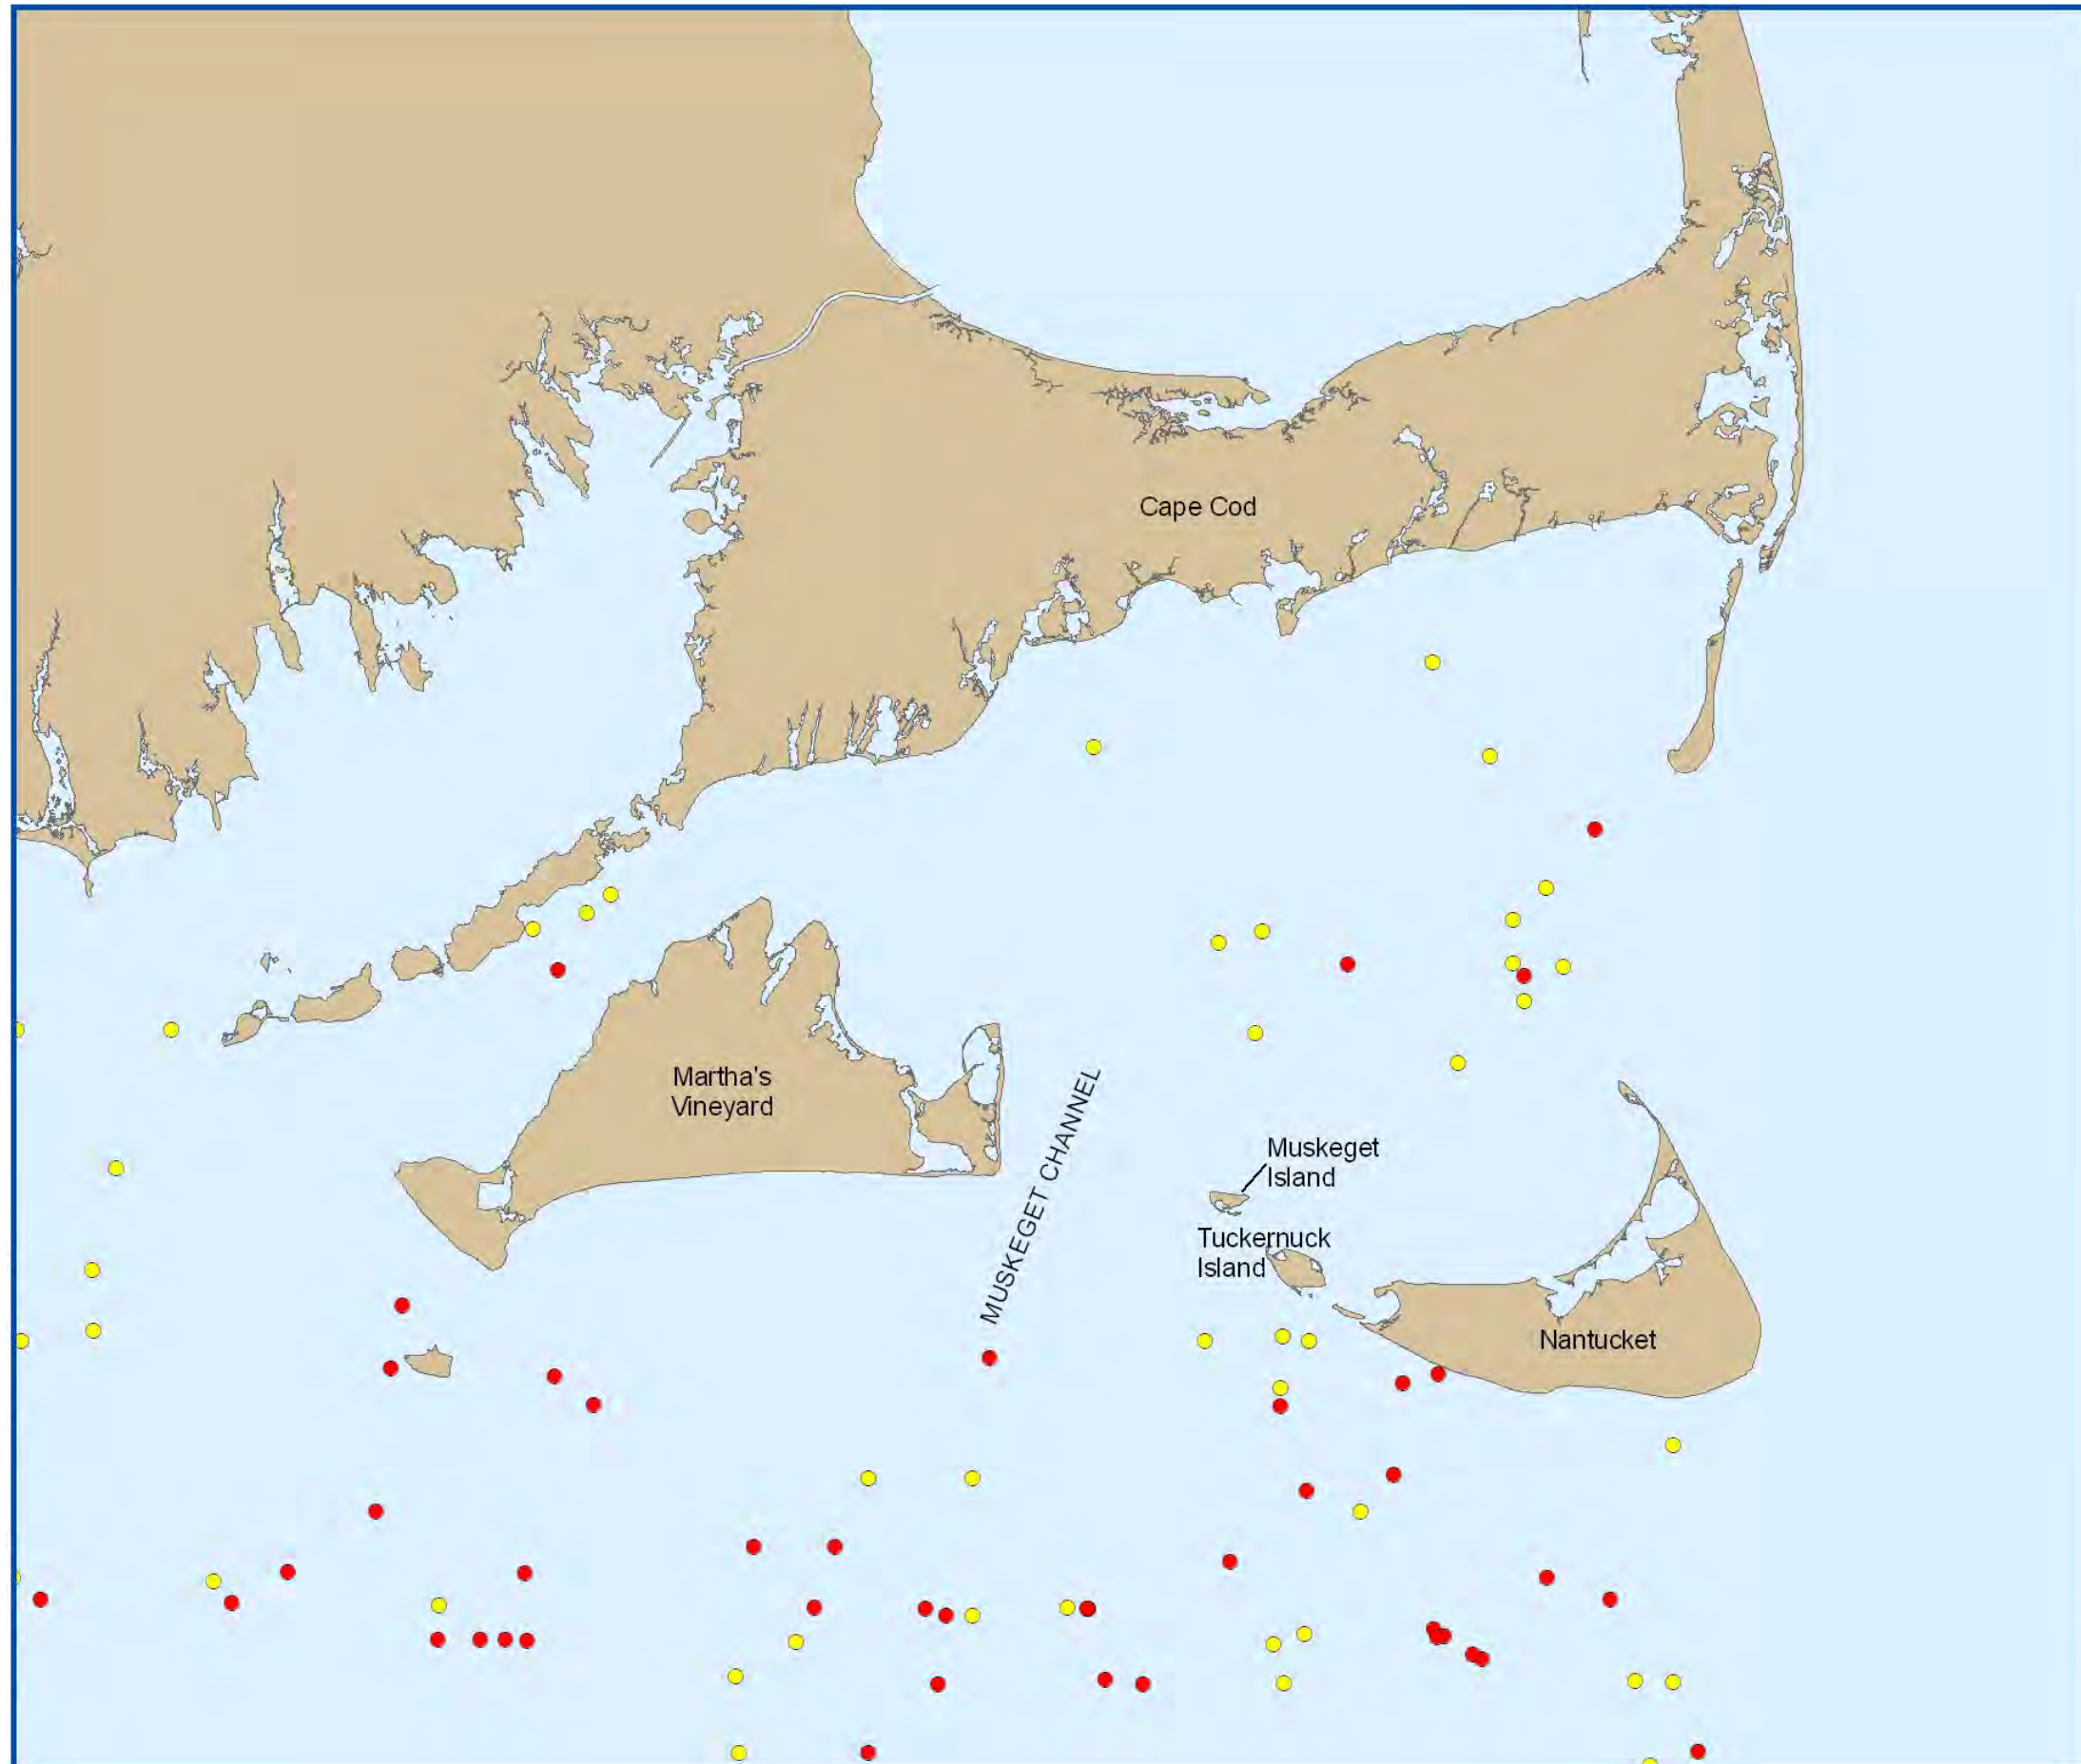 Cape Cod
Martha's
Vineyard
MUSKEGET CHANNEL
Muskeget
Island
Tuckernuck
Island
Nantucket